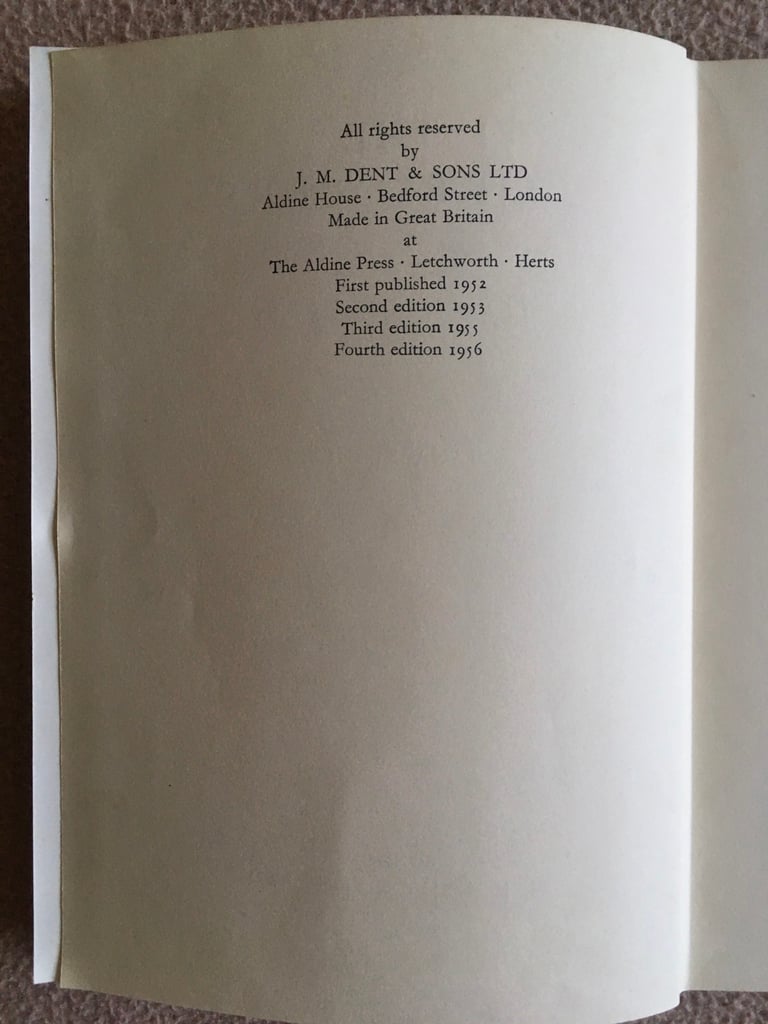 All rights reserved
by
J. M. DENT & SONS LTD
Aldine House · Bedford Street · London
Made in Great Britain
at
The Aldine Press · Letchworth · Herts
First published 1952
Second edition 1953
Third edition 1955
Fourth edition 1956